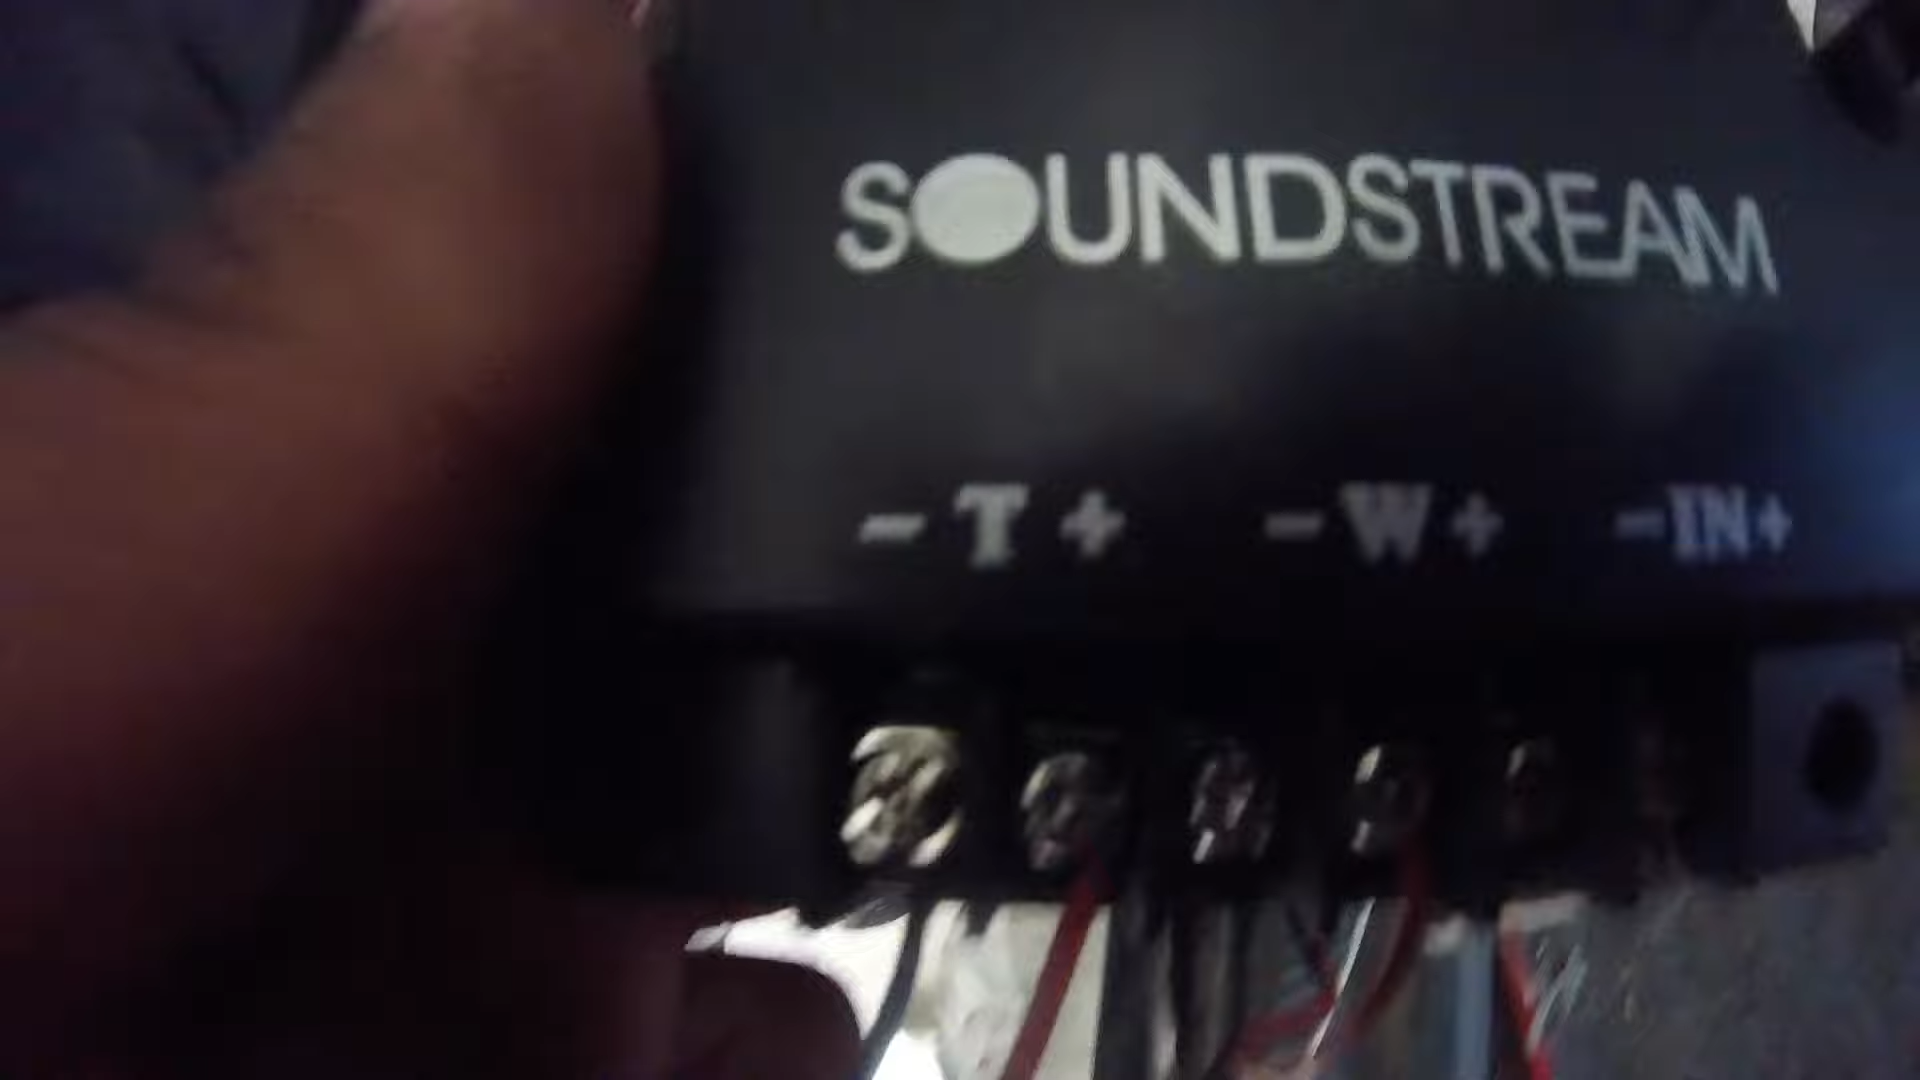 SOUNDSTREAM
- T + - W + - IN +